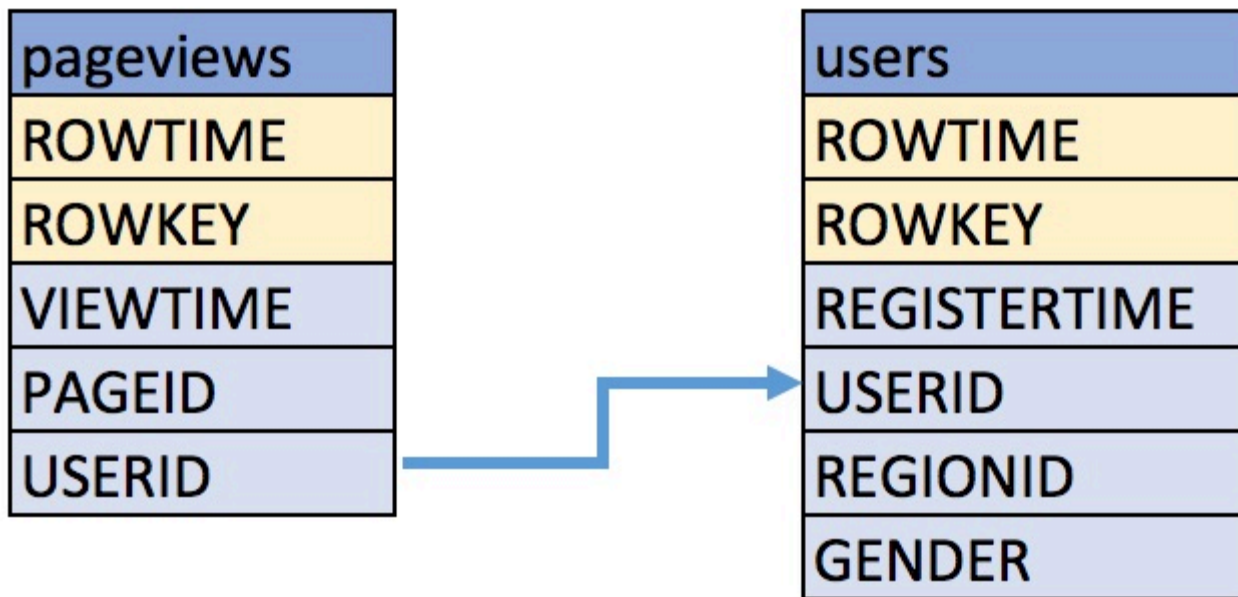 pageviews
ROWTIME
ROWKEY
VIEWTIME
PAGEID
USERID
users
ROWTIME
ROWKEY
REGISTERTIME
USERID
REGIONID
GENDER